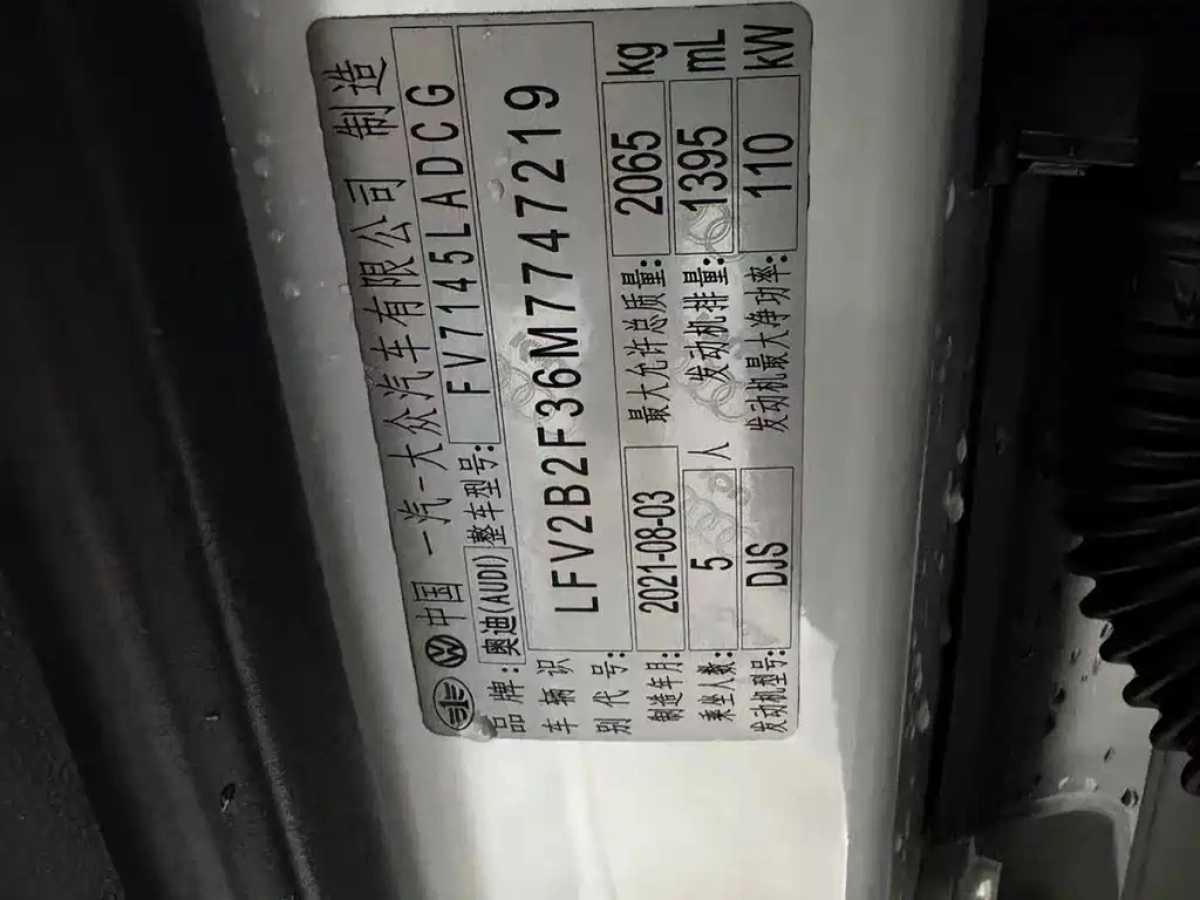 中国 一汽-大众汽车有限公司 制造
品牌: 奥迪(AUDI) 整车型号: FV7145LADCG
车辆识别代号: LFV2B2F36M7747219
制造年月: 2021-08-03 最大允许总质量: 2065 kg
乘坐人数: 5 人 发动机排量: 1395 mL
发动机型号: DJS 发动机最大净功率: 110 kW